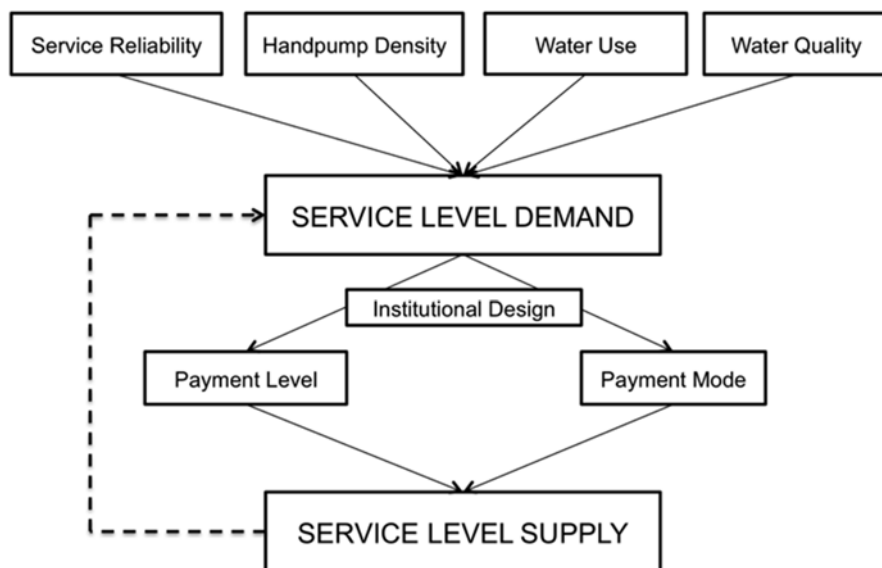 Service Reliability
Handpump Density
Water Use
Water Quality
SERVICE LEVEL DEMAND
Institutional Design
Payment Level
Payment Mode
SERVICE LEVEL SUPPLY